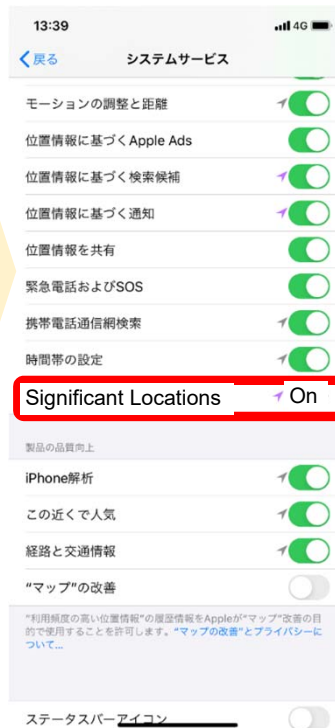 13:39
4G
戻る
システムサービス
モーションの調整と距離
位置情報に基づくApple Ads
位置情報に基づく検索候補
位置情報に基づく通知
位置情報を共有
緊急電話およびSOS
携帯電話通信網検索
時間帯の設定
Significant Locations
On
製品の品質向上
iPhone解析
この近くで人気
経路と交通情報
“マップ”の改善
“利用頻度の高い位置情報”の履歴情報をAppleが“マップ”改善の目
的で使用することを許可します。“マップの改善”とプライバシーに
ついて...
ステータスバーアイコン